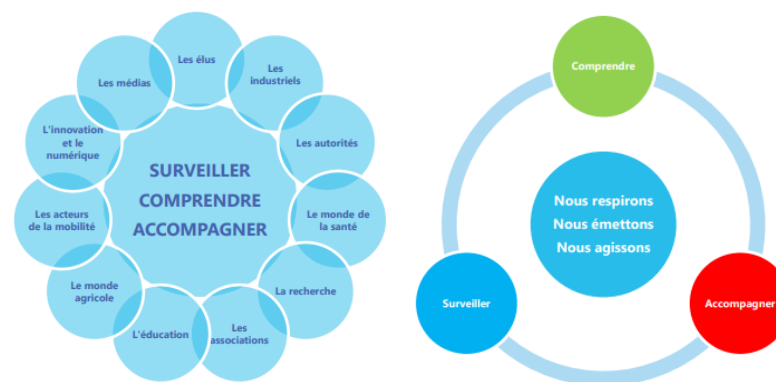 Les élus
Les
industriels
Les autorités
Le monde de
la santé
La recherche
Les
associations
L'éducation
Le monde
agricole
Les acteurs
de la mobilité
L'innovation
et le
numérique
Les médias
SURVEILLER
COMPRENDRE
ACCOMPAGNER
Comprendre
Nous respirons
Nous émettons
Nous agissons
Surveiller
Accompagner